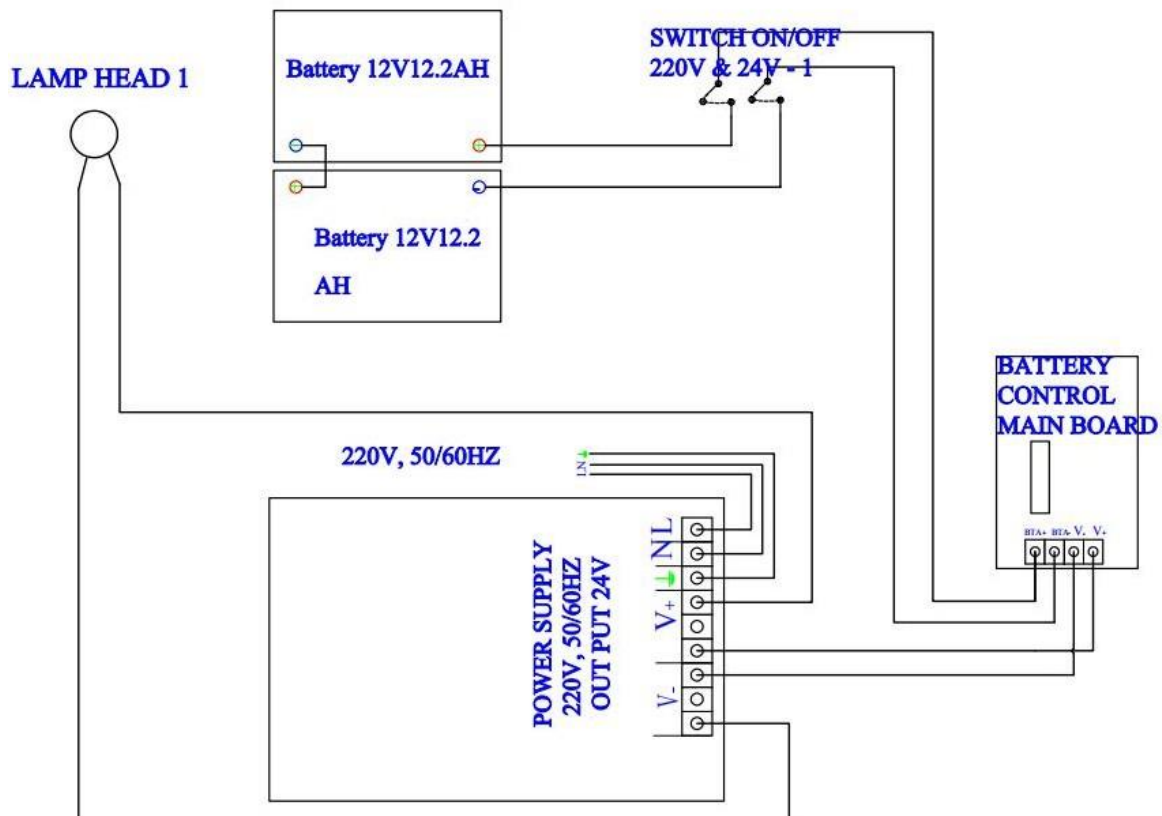 LAMP HEAD 1
Battery 12V12.2AH
SWITCH ON/OFF
220V & 24V - 1
Battery 12V12.2
AH
BATTERY
CONTROL
MAIN BOARD
BTA+ BTA- V- V+
220V, 50/60HZ
LN
POWER SUPPLY
220V, 50/60HZ
OUT PUT 24V
L
N
V+
V-